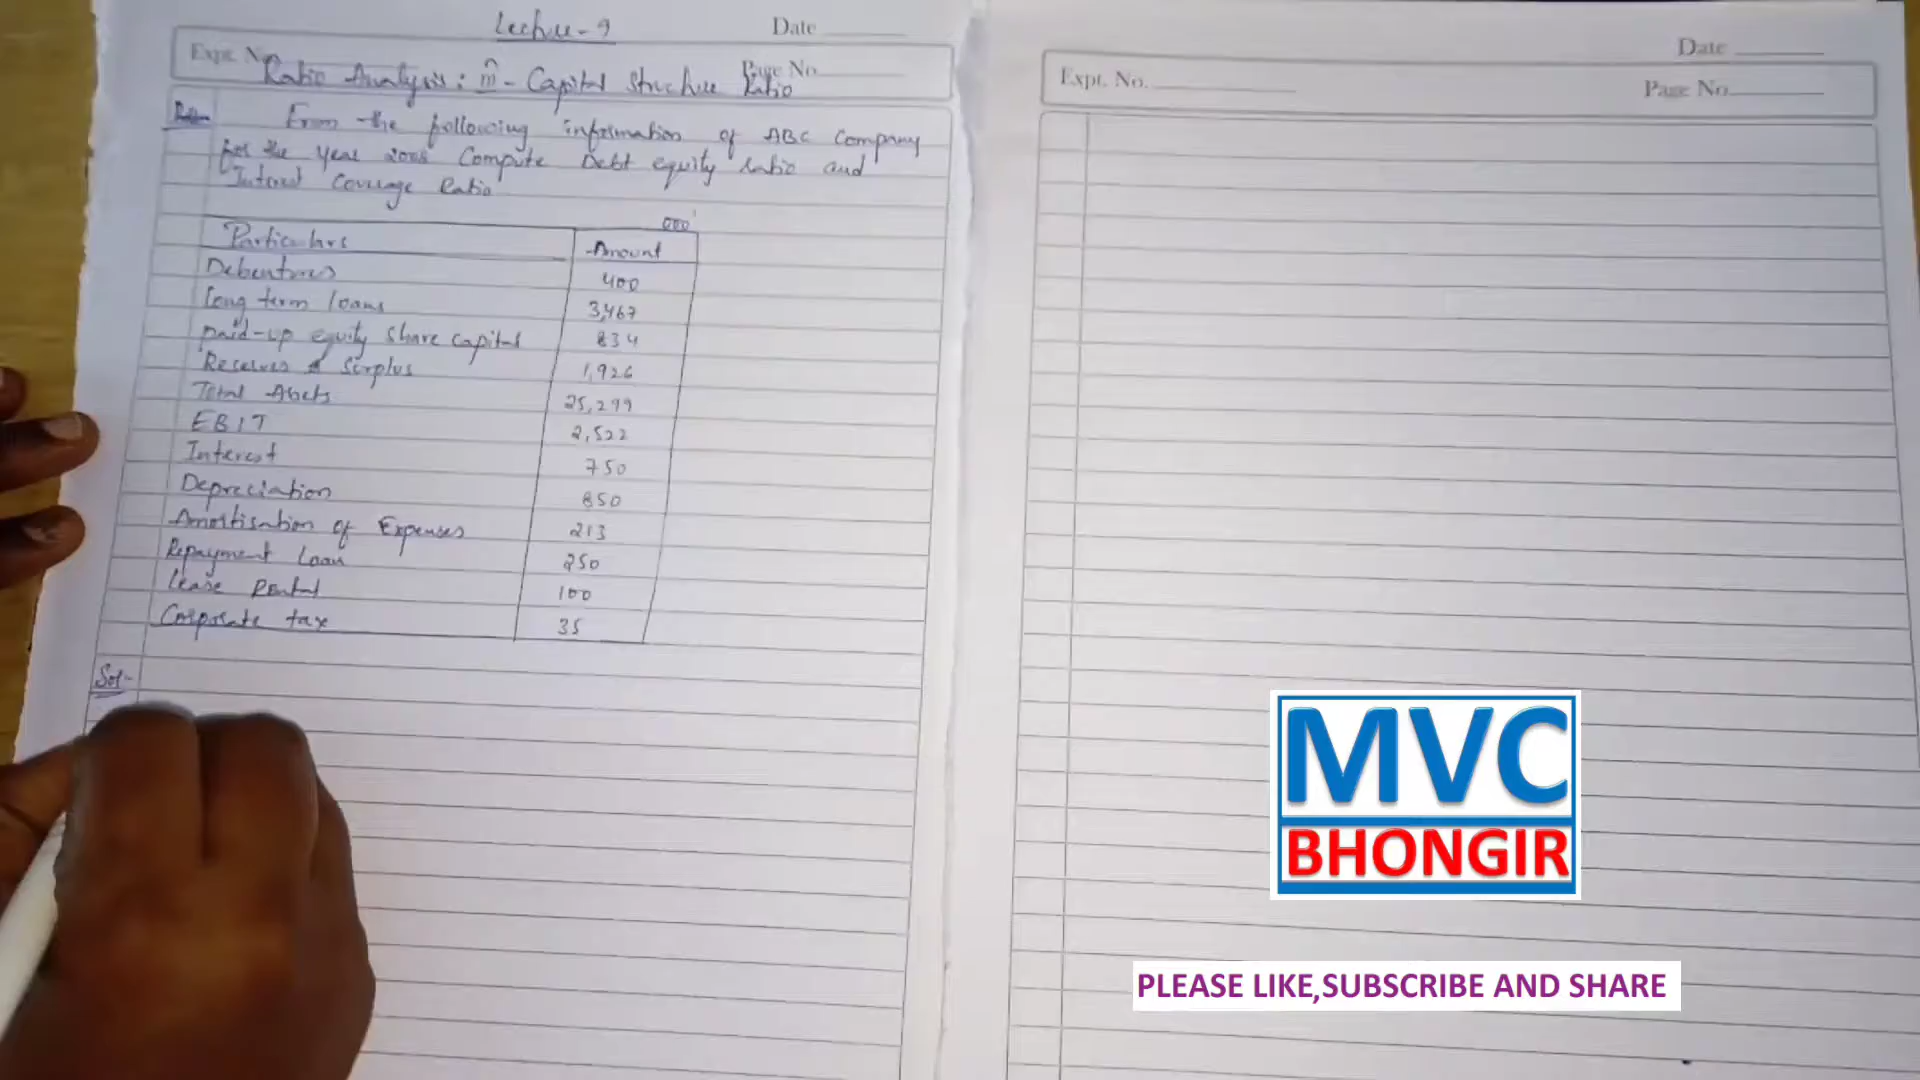 Lecture-9
Date
Expt. No.
Page No.
Ratio Analysis: m̂ - Capital Structure Ratio
From the following information of ABC Company
for the year 2008 Compute Debt equity ratio and
Interest Coverage Ratio
000'
Particulars Amount
Debentures 400
Long term loans 3,467
paid-up equity share capital 834
Reserves & Surplus 1,926
Total Assets 25,299
EBIT 2,522
Interest 750
Depreciation 850
Amortisation of Expenses 213
Repayment Loan 250
Lease Rental 100
Corporate tax 35
Sol-
Date
Expt. No.
Page No.
MVC
BHONGIR
PLEASE LIKE,SUBSCRIBE AND SHARE